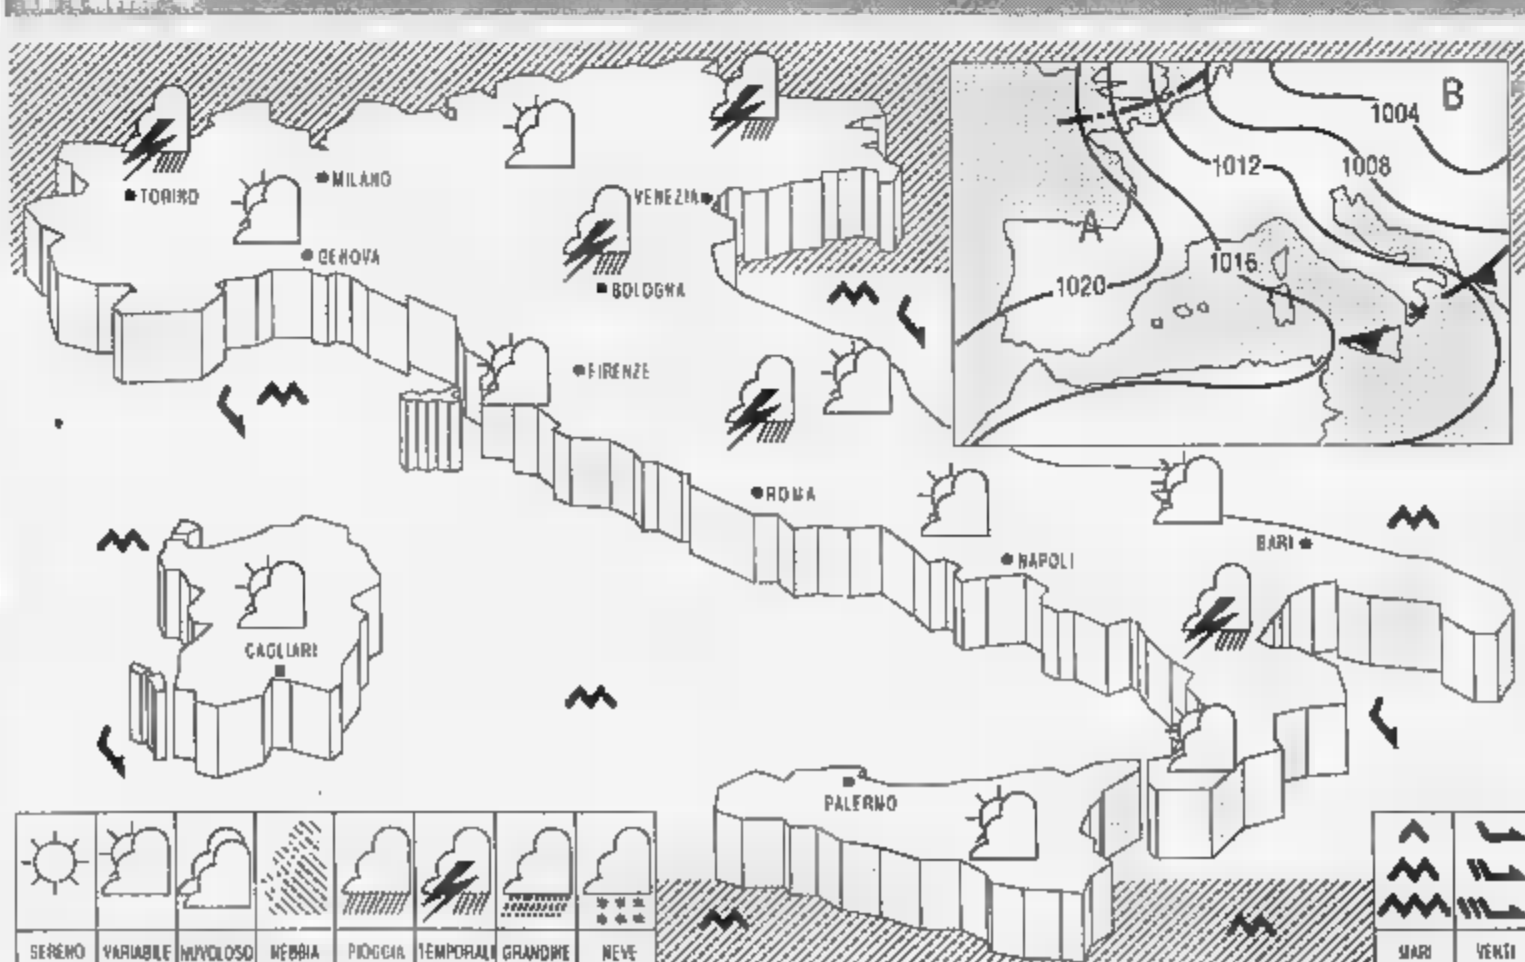 B
1004
1012
1008
A
1016
1020
TORINO
MILANO
VENEZIA
GENOVA
BOLOGNA
FIRENZE
ROMA
NAPOLI
BARI
CAGLIARI
PALERMO
SERENO VARIABILE NUVOLOSO NEBBIA PIOGGIA TEMPORALI GRANDINE NEVE
MARI VENTI